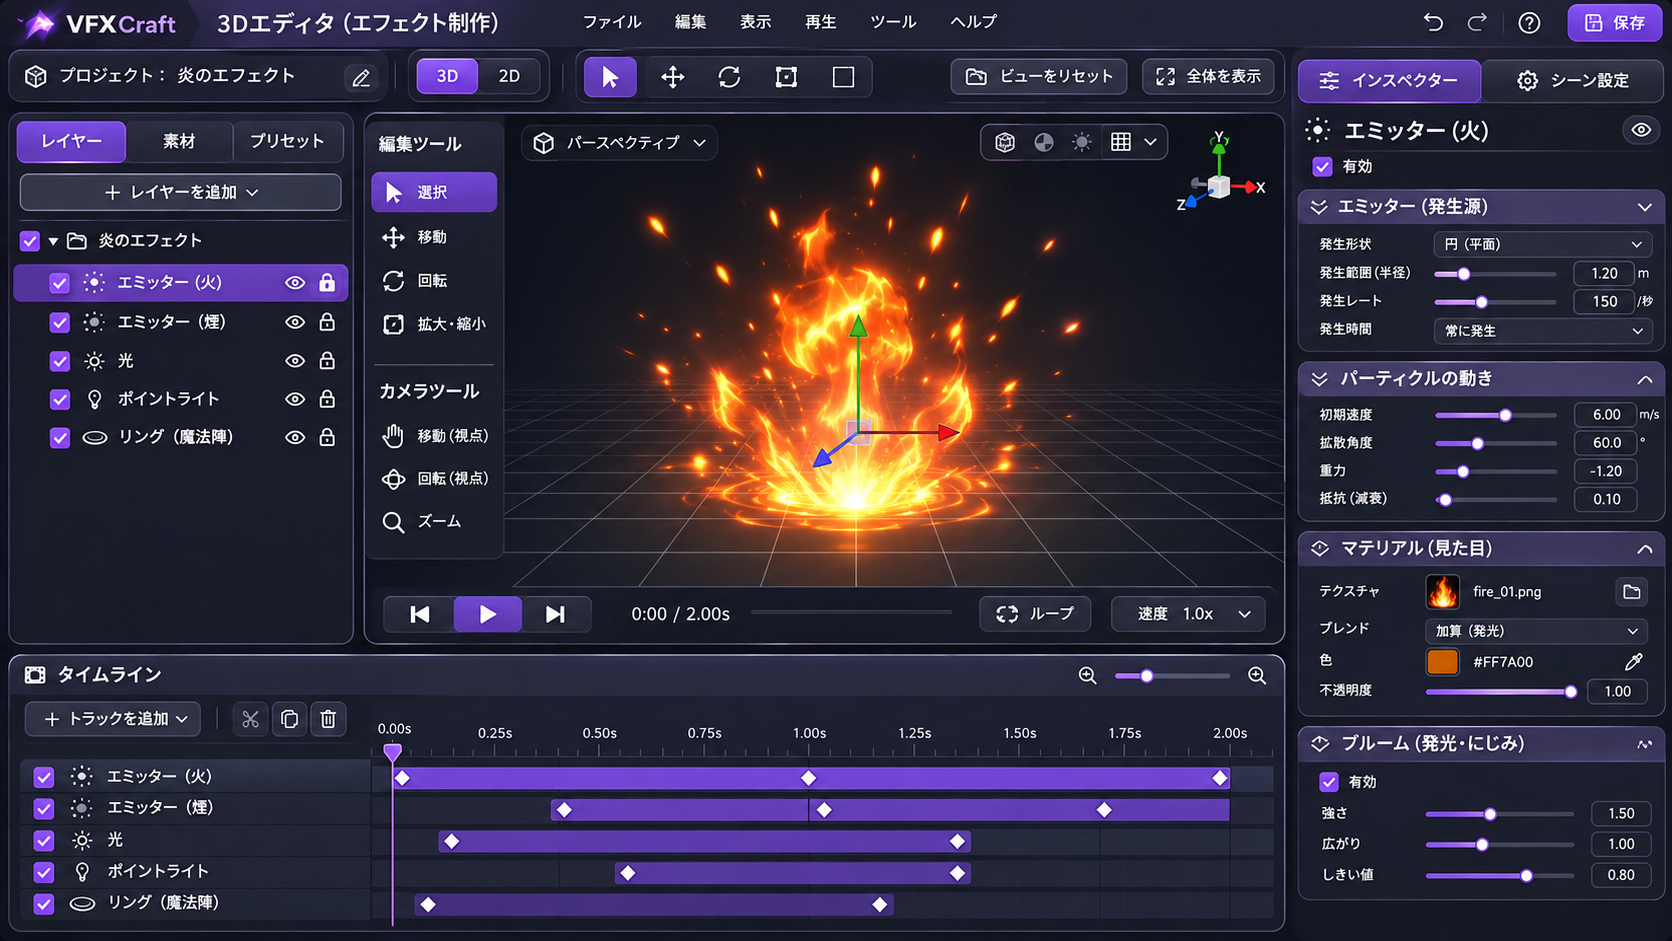 VFXCraft
3Dエディタ（エフェクト制作）
ファイル 編集 表示 再生 ツール ヘルプ
保存
プロジェクト： 炎のエフェクト
3D 2D
ビューをリセット
全体を表示
インスペクター
シーン設定
レイヤー 素材 プリセット
＋ レイヤーを追加
炎のエフェクト
エミッター（火）
エミッター（煙）
光
ポイントライト
リング（魔法陣）
編集ツール
選択
移動
回転
拡大・縮小
カメラツール
移動（視点）
回転（視点）
ズーム
パースペクティブ
Y
X
Z
0:00 / 2.00s
ループ
速度 1.0x
エミッター（火）
有効
エミッター（発生源）
発生形状 円（平面）
発生範囲（半径） 1.20 m
発生レート 150 /秒
発生時間 常に発生
パーティクルの動き
初期速度 6.00 m/s
拡散角度 60.0 °
重力 -1.20
抵抗（減衰） 0.10
マテリアル（見た目）
テクスチャ fire_01.png
ブレンド 加算（発光）
色 #FF7A00
不透明度 1.00
ブルーム（発光・にじみ）
有効
強さ 1.50
広がり 1.00
しきい値 0.80
タイムライン
＋ トラックを追加
0.00s 0.25s 0.50s 0.75s 1.00s 1.25s 1.50s 1.75s 2.00s
エミッター（火）
エミッター（煙）
光
ポイントライト
リング（魔法陣）